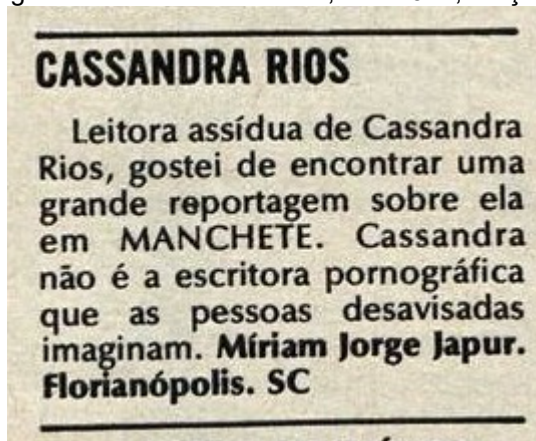 CASSANDRA RIOS
Leitora assídua de Cassandra
Rios, gostei de encontrar uma
grande reportagem sobre ela
em MANCHETE. Cassandra
não é a escritora pornográfica
que as pessoas desavisadas
imaginam. Míriam Jorge Japur.
Florianópolis. SC